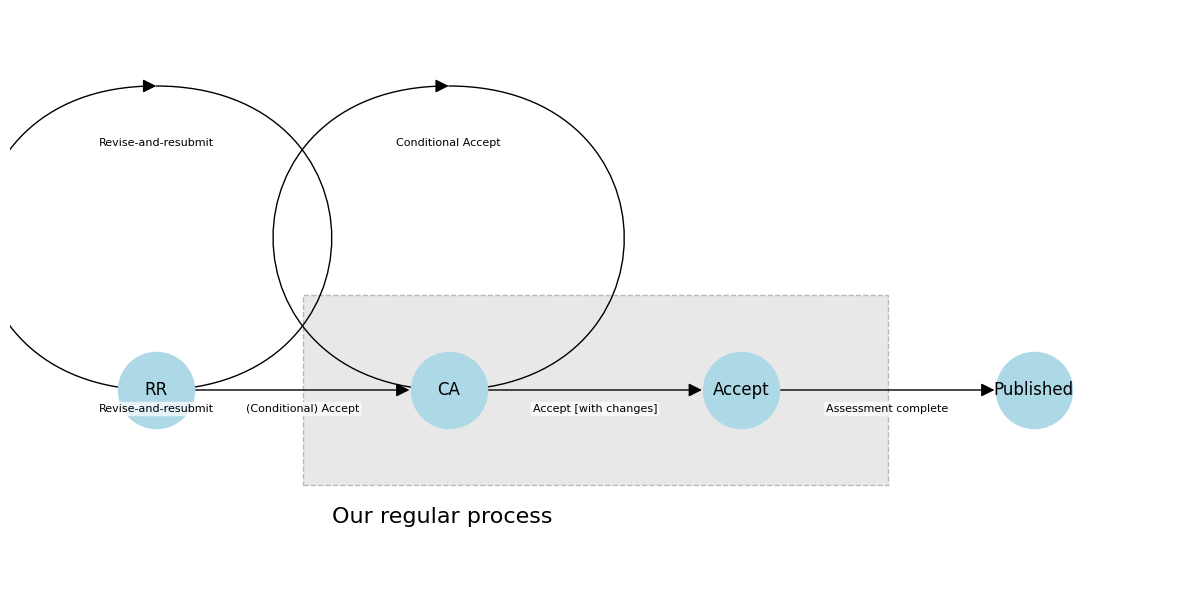 Revise-and-resubmit
Conditional Accept
RR
CA
Accept
Published
Revise-and-resubmit
(Conditional) Accept
Accept [with changes]
Assessment complete
Our regular process